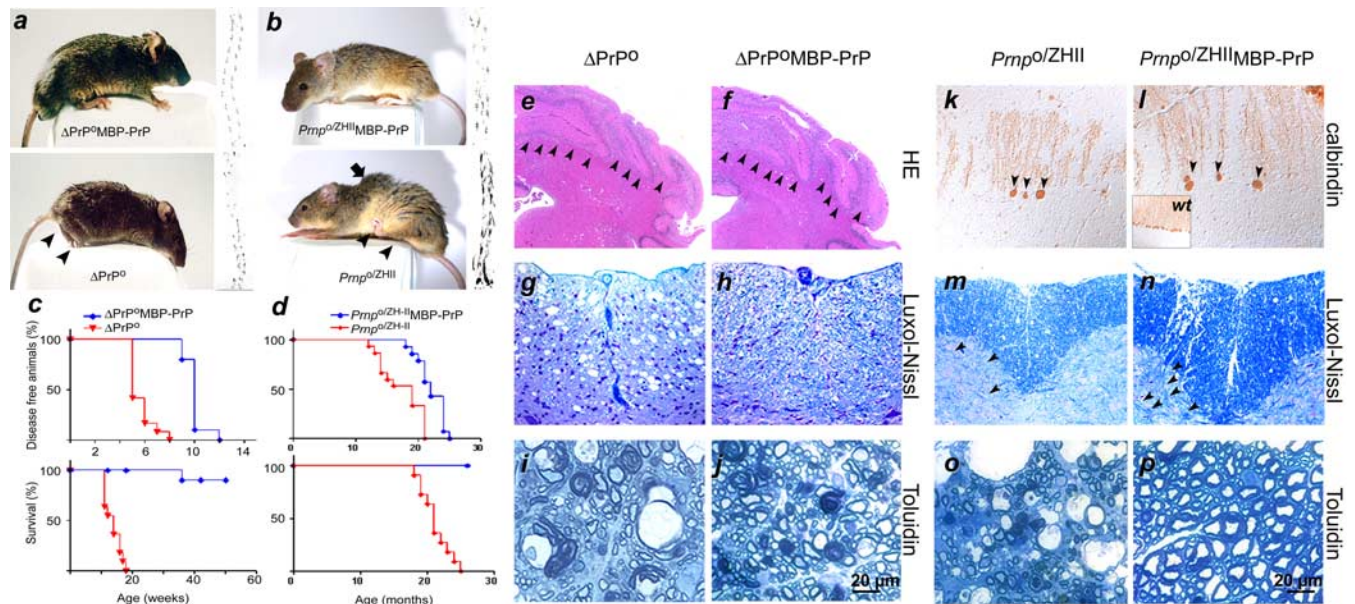 a
ΔPrPºMBP-PrP
ΔPrPº
b
Prnpº/ZHIIMBP-PrP
Prnpº/ZHII
c
ΔPrPºMBP-PrP
ΔPrPº
Disease free animals (%)
100
50
2 6 10 14
Survival (%)
100
50
0 20 40 60
Age (weeks)
d
Prnpº/ZH-IIMBP-PrP
Prnpº/ZH-II
100
50
0 10 20 30
100
50
0 10 20 30
Age (months)
ΔPrPº ΔPrPºMBP-PrP
e f HE
g h Luxol-Nissl
i j Toluidin
20 µm
Prnpº/ZHII Prnpº/ZHIIMBP-PrP
k l calbindin
wt
m n Luxol-Nissl
o p Toluidin
20 µm